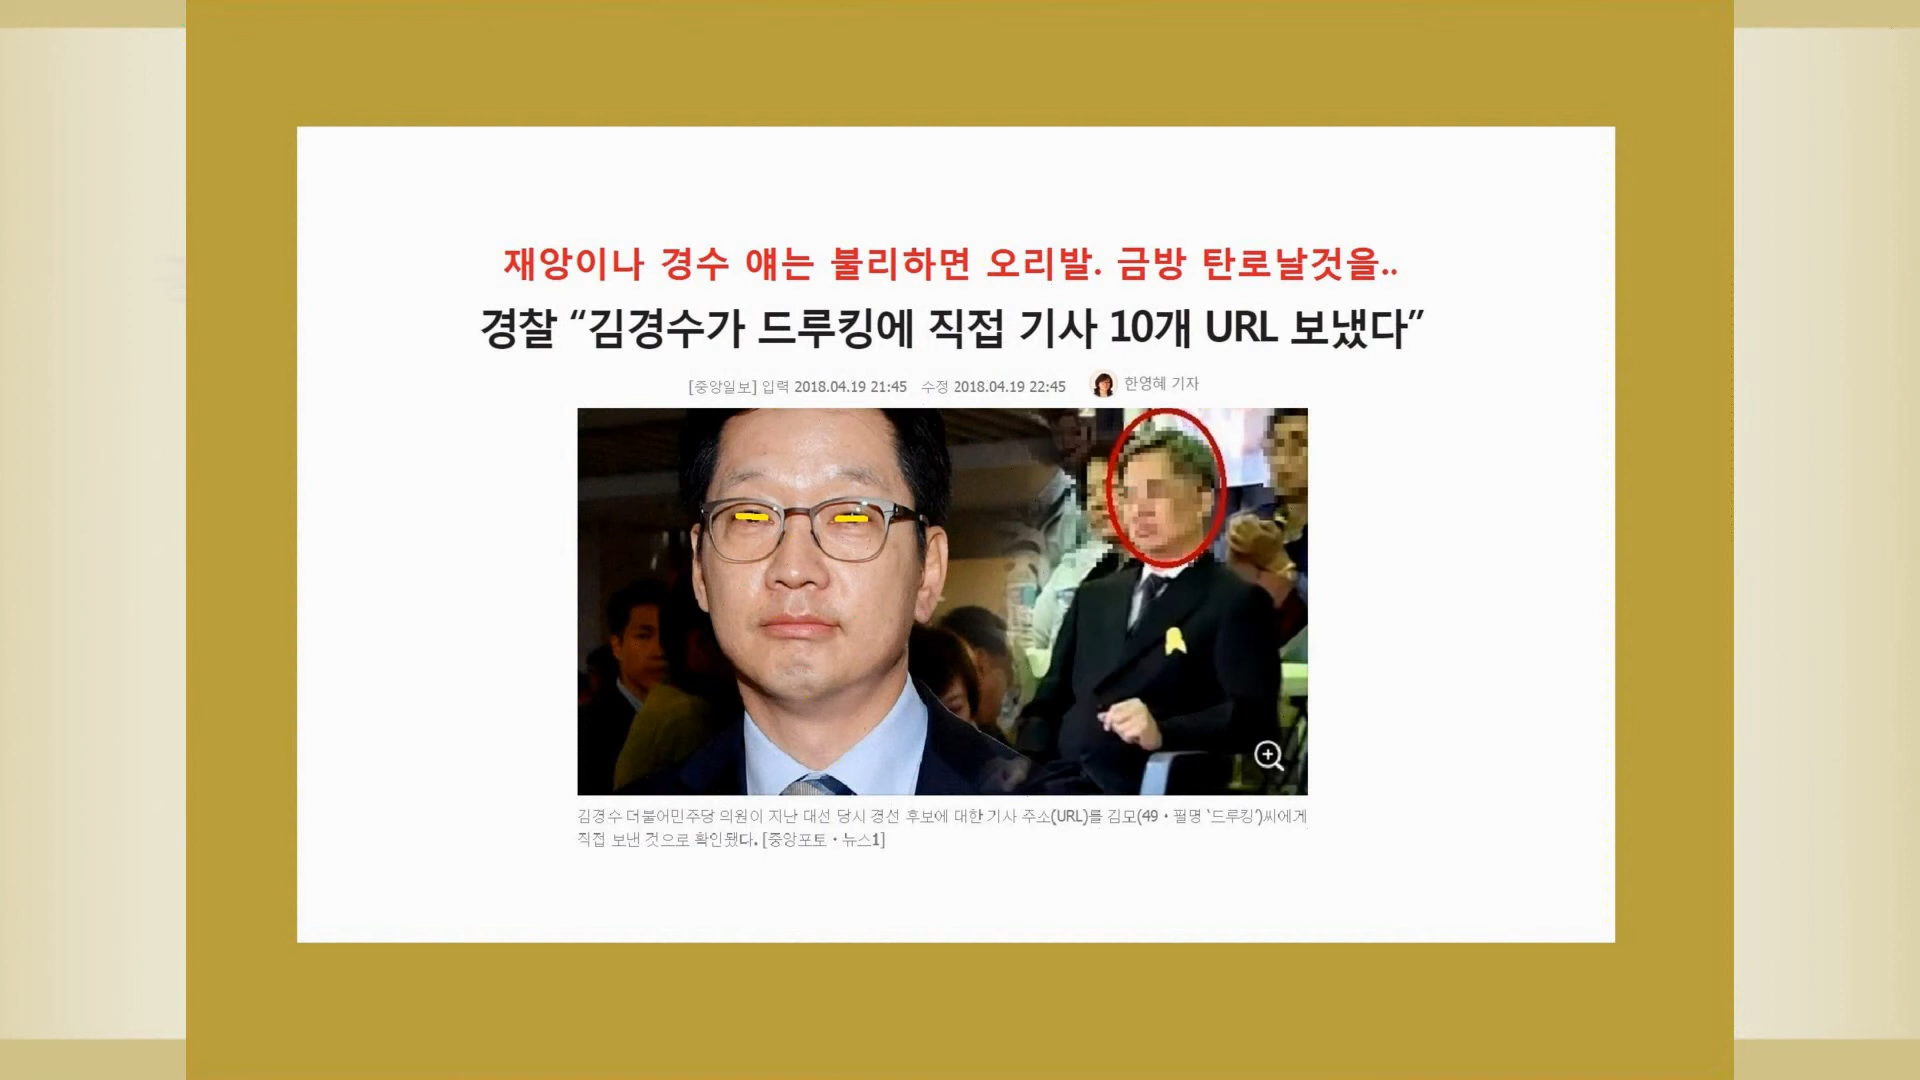 재앙이나 경수 얘는 불리하면 오리발. 금방 탄로날것을..
경찰 “김경수가 드루킹에 직접 기사 10개 URL 보냈다”
[중앙일보] 입력 2018.04.19 21:45 수정 2018.04.19 22:45 한영혜 기자
김경수 더불어민주당 의원이 지난 대선 당시 경선 후보에 대한 기사 주소(URL)를 김모(49・필명 ‘드루킹’)씨에게
직접 보낸 것으로 확인됐다. [중앙포토・뉴스1]